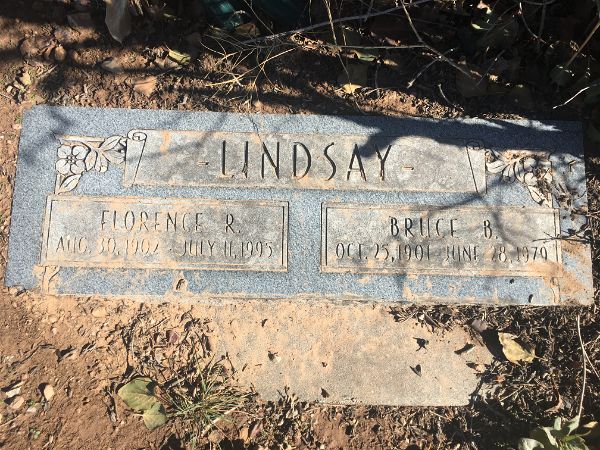 - LINDSAY -
FLORENCE R.
AUG. 30, 1902 - JULY 11, 1995
BRUCE B.
OCT. 25, 1901 - JUNE 28, 1979